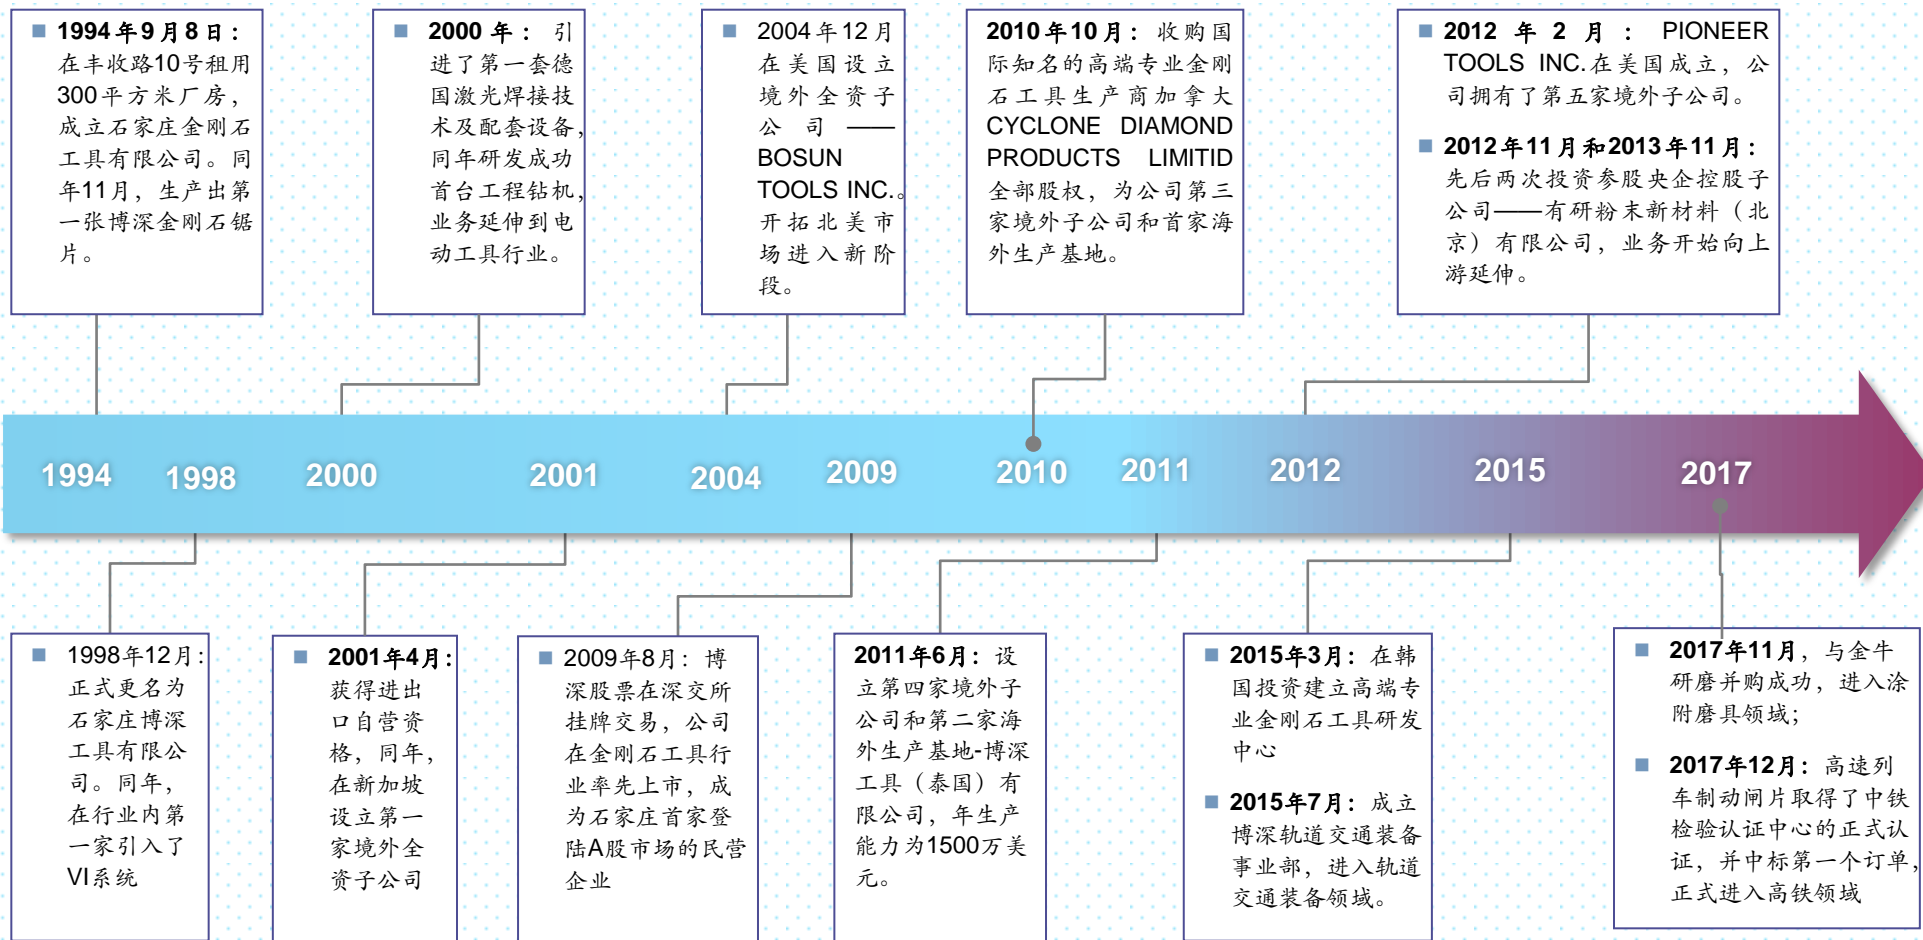 1994年9月8日：
在丰收路10号租用
300平方米厂房，
成立石家庄金刚石
工具有限公司。同
年11月，生产出第
一张博深金刚石锯
片。
2000 年： 引
进了第一套德
国激光焊接技
术及配套设备，
同年研发成功
首台工程钻机，
业务延伸到电
动工具行业。
2004年12月
在美国设立
境外全资子
公司——
BOSUN
TOOLS INC.。
开拓北美市
场进入新阶
段。
2010年10月：收购国
际知名的高端专业金刚
石工具生产商加拿大
CYCLONE DIAMOND
PRODUCTS LIMITID
全部股权，为公司第三
家境外子公司和首家海
外生产基地。
2012 年 2 月： PIONEER
TOOLS INC.在美国成立，公
司拥有了第五家境外子公司。
2012年11月和2013年11月：
先后两次投资参股央企控股子
公司——有研粉末新材料（北
京）有限公司，业务开始向上
游延伸。
1994
1998
2000
2001
2004
2009
2010
2011
2012
2015
2017
1998年12月：
正式更名为
石家庄博深
工具有限公
司。同年，
在行业内第
一家引入了
VI系统
2001年4月：
获得进出
口自营资
格，同年，
在新加坡
设立第一
家境外全
资子公司
2009年8月：博
深股票在深交所
挂牌交易，公司
在金刚石工具行
业率先上市，成
为石家庄首家登
陆A股市场的民营
企业
2011年6月：设
立第四家境外子
公司和第二家海
外生产基地-博深
工具（泰国）有
限公司，年生产
能力为1500万美
元。
2015年3月：在韩
国投资建立高端专
业金刚石工具研发
中心
2015年7月：成立
博深轨道交通装备
事业部，进入轨道
交通装备领域。
2017年11月，与金牛
研磨并购成功，进入涂
附磨具领域；
2017年12月：高速列
车制动闸片取得了中铁
检验认证中心的正式认
证，并中标第一个订单，
正式进入高铁领域